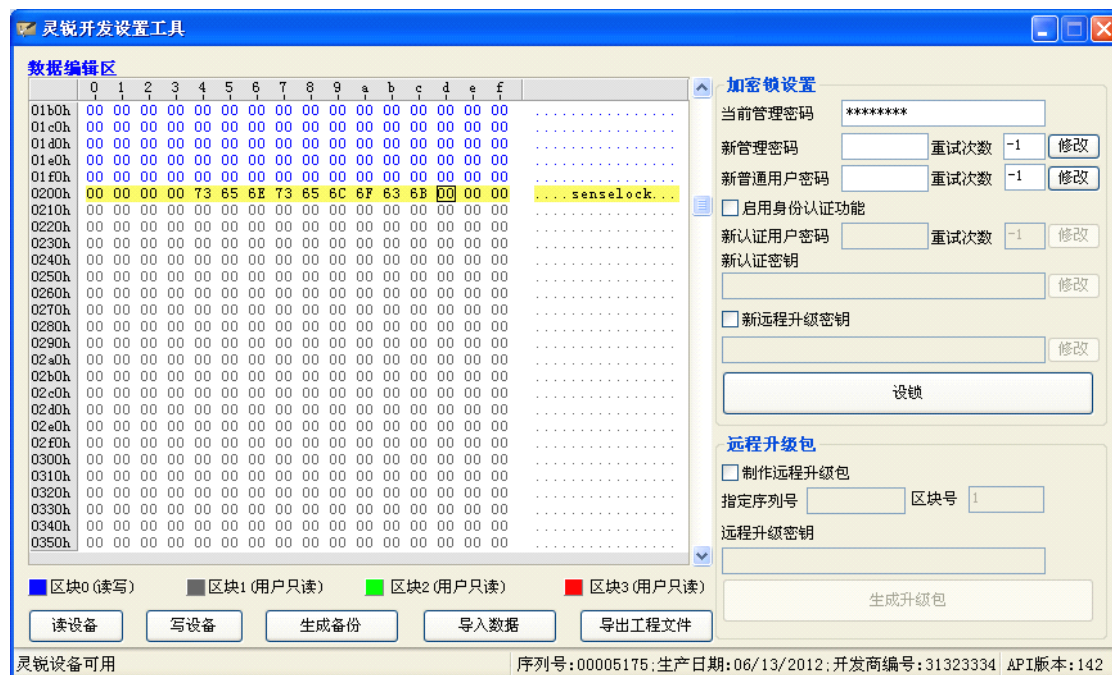 灵锐开发设置工具
数据编辑区
0 1 2 3 4 5 6 7 8 9 a b c d e f
01b0h 00 00 00 00 00 00 00 00 00 00 00 00 00 00 00 00 ................
01c0h 00 00 00 00 00 00 00 00 00 00 00 00 00 00 00 00 ................
01d0h 00 00 00 00 00 00 00 00 00 00 00 00 00 00 00 00 ................
01e0h 00 00 00 00 00 00 00 00 00 00 00 00 00 00 00 00 ................
01f0h 00 00 00 00 00 00 00 00 00 00 00 00 00 00 00 00 ................
0200h 00 00 00 00 73 65 6E 73 65 6C 6F 63 6B 00 00 00 ....senselock...
0210h 00 00 00 00 00 00 00 00 00 00 00 00 00 00 00 00 ................
0220h 00 00 00 00 00 00 00 00 00 00 00 00 00 00 00 00 ................
0230h 00 00 00 00 00 00 00 00 00 00 00 00 00 00 00 00 ................
0240h 00 00 00 00 00 00 00 00 00 00 00 00 00 00 00 00 ................
0250h 00 00 00 00 00 00 00 00 00 00 00 00 00 00 00 00 ................
0260h 00 00 00 00 00 00 00 00 00 00 00 00 00 00 00 00 ................
0270h 00 00 00 00 00 00 00 00 00 00 00 00 00 00 00 00 ................
0280h 00 00 00 00 00 00 00 00 00 00 00 00 00 00 00 00 ................
0290h 00 00 00 00 00 00 00 00 00 00 00 00 00 00 00 00 ................
02a0h 00 00 00 00 00 00 00 00 00 00 00 00 00 00 00 00 ................
02b0h 00 00 00 00 00 00 00 00 00 00 00 00 00 00 00 00 ................
02c0h 00 00 00 00 00 00 00 00 00 00 00 00 00 00 00 00 ................
02d0h 00 00 00 00 00 00 00 00 00 00 00 00 00 00 00 00 ................
02e0h 00 00 00 00 00 00 00 00 00 00 00 00 00 00 00 00 ................
02f0h 00 00 00 00 00 00 00 00 00 00 00 00 00 00 00 00 ................
0300h 00 00 00 00 00 00 00 00 00 00 00 00 00 00 00 00 ................
0310h 00 00 00 00 00 00 00 00 00 00 00 00 00 00 00 00 ................
0320h 00 00 00 00 00 00 00 00 00 00 00 00 00 00 00 00 ................
0330h 00 00 00 00 00 00 00 00 00 00 00 00 00 00 00 00 ................
0340h 00 00 00 00 00 00 00 00 00 00 00 00 00 00 00 00 ................
0350h 00 00 00 00 00 00 00 00 00 00 00 00 00 00 00 00 ................
区块0(读写) 区块1(用户只读) 区块2(用户只读) 区块3(用户只读)
读设备 写设备 生成备份 导入数据 导出工程文件
加密锁设置
当前管理密码 ********
新管理密码 重试次数 -1 修改
新普通用户密码 重试次数 -1 修改
启用身份认证功能
新认证用户密码 重试次数 -1 修改
新认证密钥
修改
新远程升级密钥
修改
设锁
远程升级包
制作远程升级包
指定序列号 区块号 1
远程升级密钥
生成升级包
灵锐设备可用 序列号:00005175;生产日期:06/13/2012;开发商编号:31323334 API版本:142